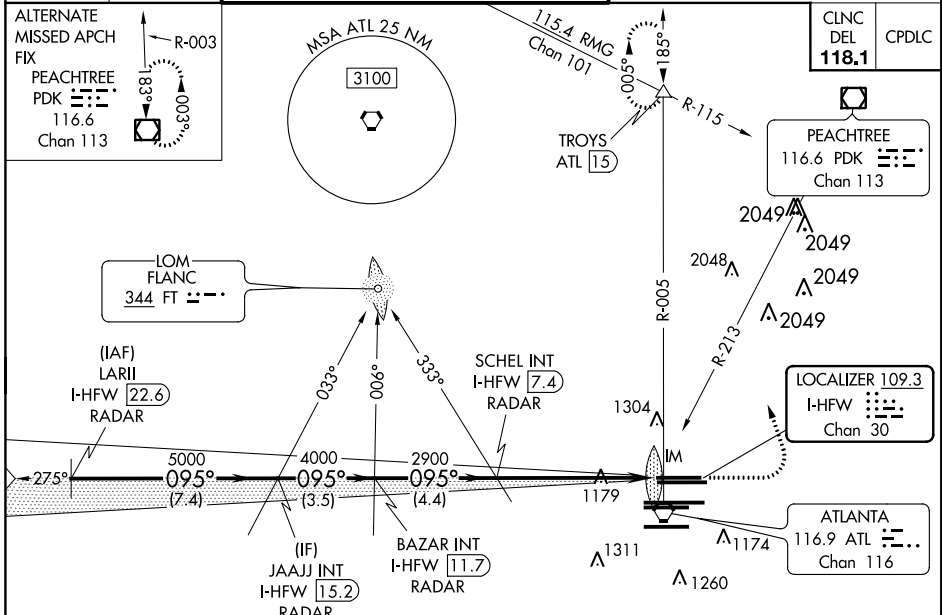 ALTERNATE
MISSED APCH
FIX
PEACHTREE
PDK
116.6
Chan 113
R-003
183°
003°
MSA ATL 25 NM
3100
115.4 RMG
Chan 101
005°
185°
R-115
TROYS
ATL 15
CLNC
DEL
118.1
CPDLC
PEACHTREE
116.6 PDK
Chan 113
2049
2049
2048
2049
2049
R-005
R-213
LOM
FLANC
344 FT
(IAF)
LARII
I-HFW 22.6
RADAR
033°
006°
333°
SCHEL INT
I-HFW 7.4
RADAR
1304
LOCALIZER 109.3
I-HFW
Chan 30
IM
275°
5000
095°
(7.4)
4000
095°
(3.5)
2900
095°
(4.4)
1179
(IF)
JAAJJ INT
I-HFW 15.2
RADAR
BAZAR INT
I-HFW 11.7
RADAR
1311
1174
1260
ATLANTA
116.9 ATL
Chan 116